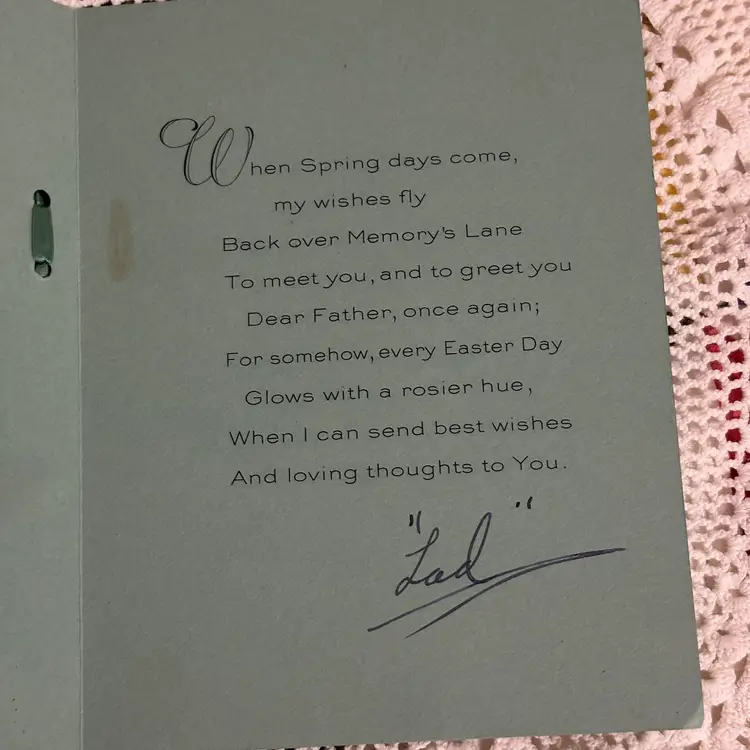 When Spring days come,
my wishes fly
Back over Memory's Lane
To meet you, and to greet you
Dear Father, once again;
For somehow, every Easter Day
Glows with a rosier hue,
When I can send best wishes
And loving thoughts to You.
"Lad"